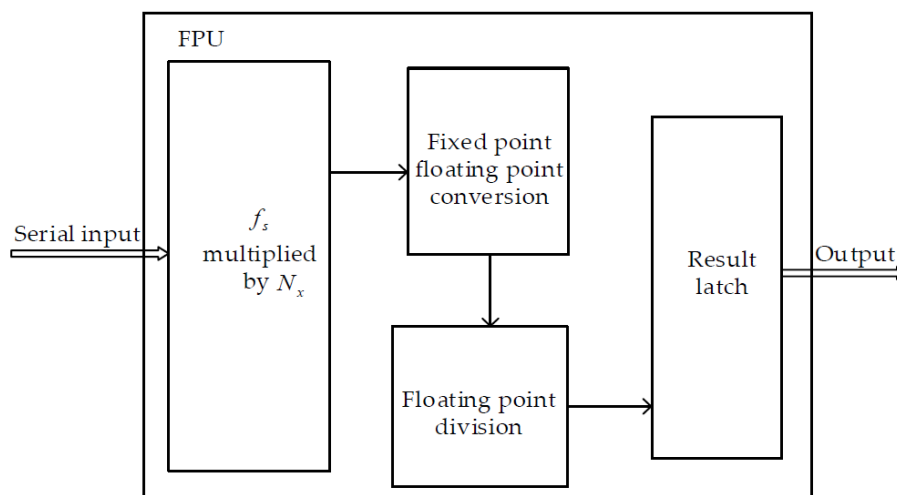 FPU
Serial input
f_s
multiplied
by N_x
Fixed point
floating point
conversion
Floating point
division
Result
latch
Output